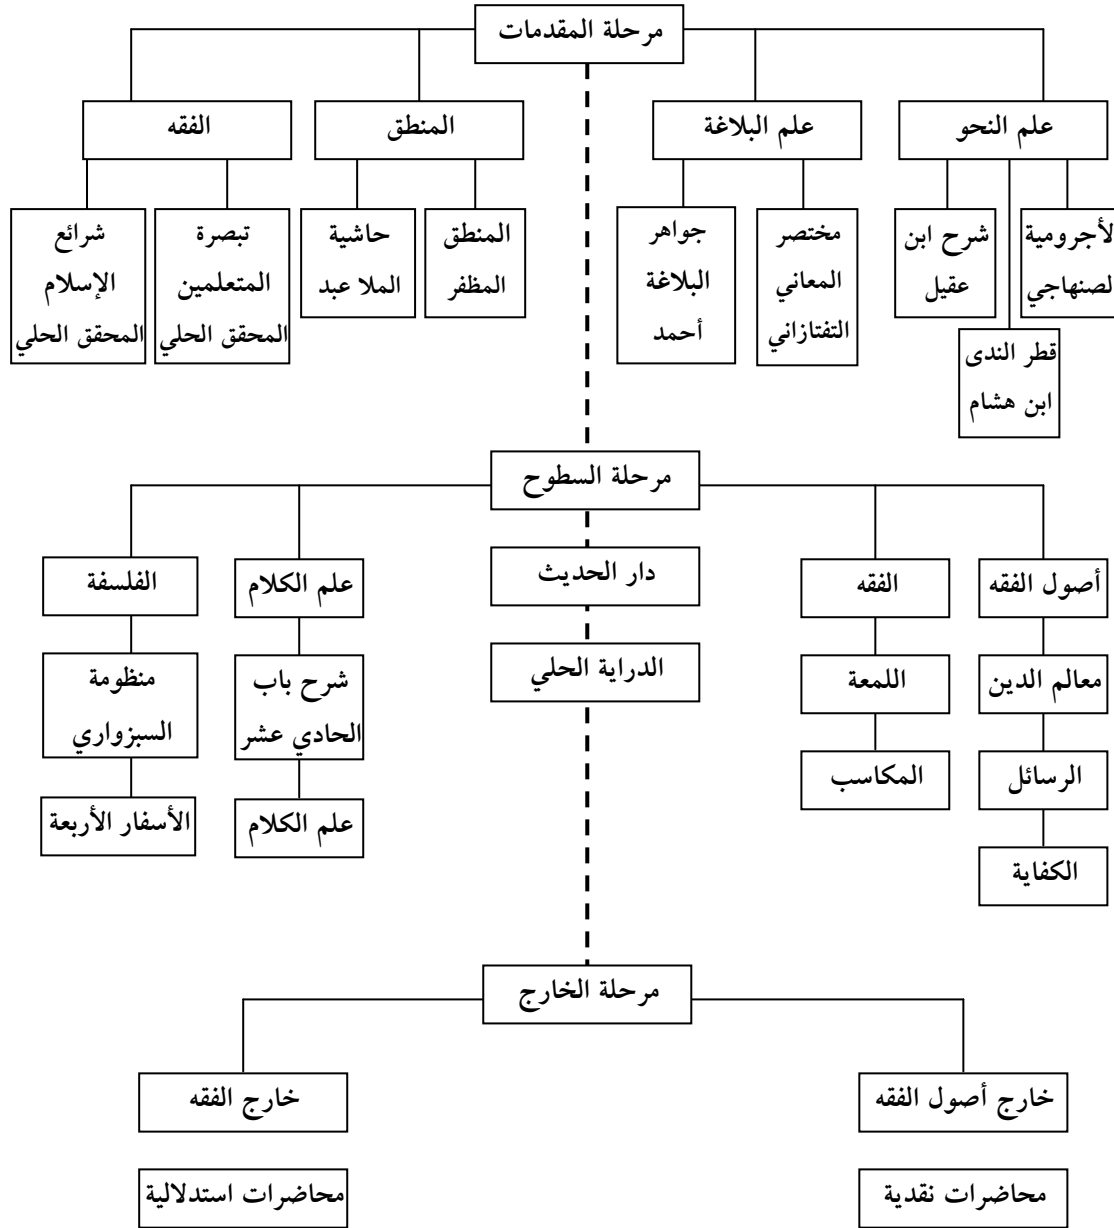 مرحلة المقدمات
علم النحو
علم البلاغة
المنطق
الفقه
لأجرومية
لصنهاجي
شرح ابن
عقيل
قطر الندى
ابن هشام
مختصر
المعاني
التفتازاني
جواهر
البلاغة
أحمد
المنطق
المظفر
حاشية
الملا عبد
تبصرة
المتعلمين
المحقق الحلي
شرائع
الإسلام
المحقق الحلي
مرحلة السطوح
أصول الفقه
معالم الدين
الرسائل
الكفاية
الفقه
اللمعة
المكاسب
دار الحديث
الدراية الحلي
علم الكلام
شرح باب
الحادي عشر
علم الكلام
الفلسفة
منظومة
السبزواري
الأسفار الأربعة
مرحلة الخارج
خارج أصول الفقه
محاضرات نقدية
خارج الفقه
محاضرات استدلالية